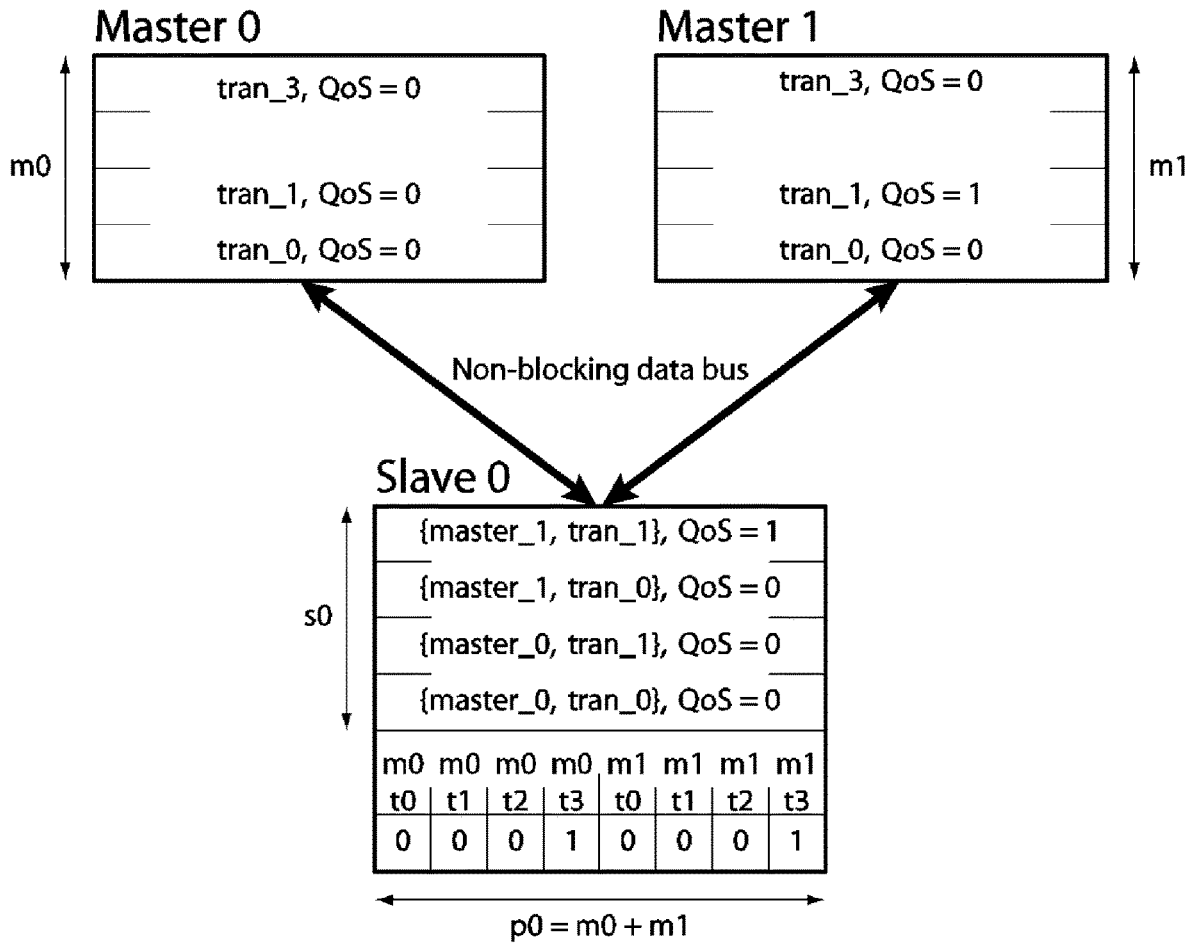 Master 0 Master 1
tran_3, QoS = 0 tran_3, QoS = 0
m0 m1
tran_1, QoS = 0 tran_1, QoS = 1
tran_0, QoS = 0 tran_0, QoS = 0
Non-blocking data bus
Slave 0
{master_1, tran_1}, QoS = 1
{master_1, tran_0}, QoS = 0
s0
{master_0, tran_1}, QoS = 0
{master_0, tran_0}, QoS = 0
m0 m0 m0 m0 m1 m1 m1 m1
t0 t1 t2 t3 t0 t1 t2 t3
0 0 0 1 0 0 0 1
p0 = m0 + m1